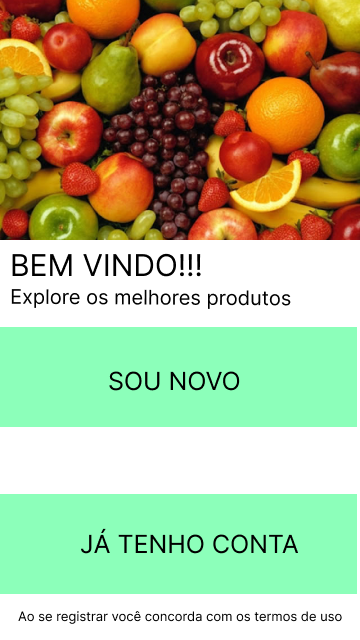 BEM VINDO!!!
Explore os melhores produtos
SOU NOVO
JÁ TENHO CONTA
Ao se registrar você concorda com os termos de uso